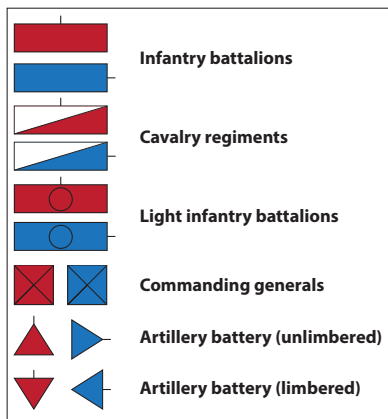 Infantry battalions
Cavalry regiments
Light infantry battalions
Commanding generals
Artillery battery (unlimbered)
Artillery battery (limbered)